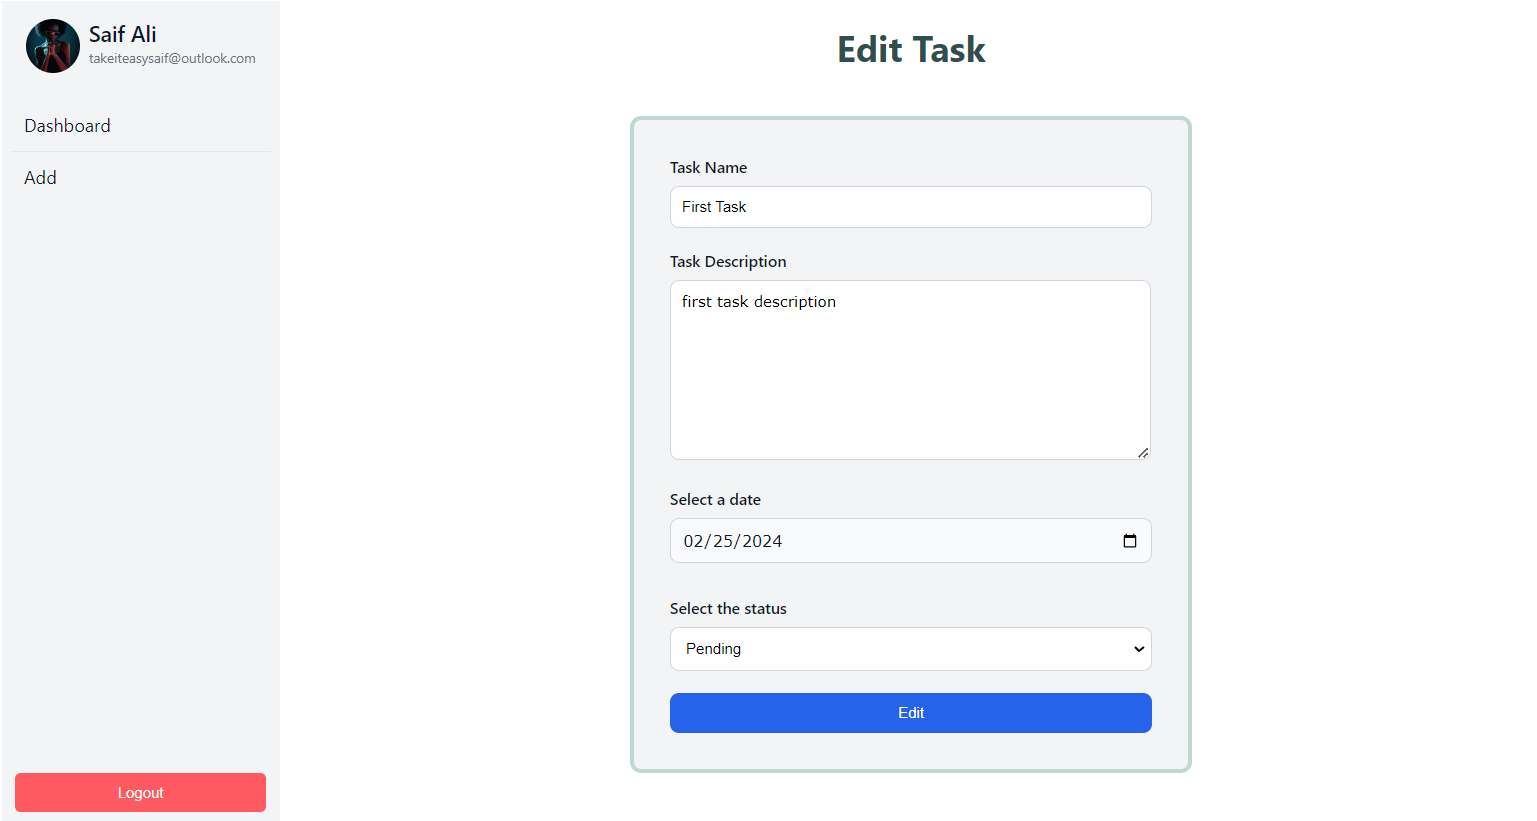 Saif Ali
takeiteasysaif@outlook.com
Dashboard
Add
Logout
Edit Task
Task Name
First Task
Task Description
first task description
Select a date
02/25/2024
Select the status
Pending
Edit